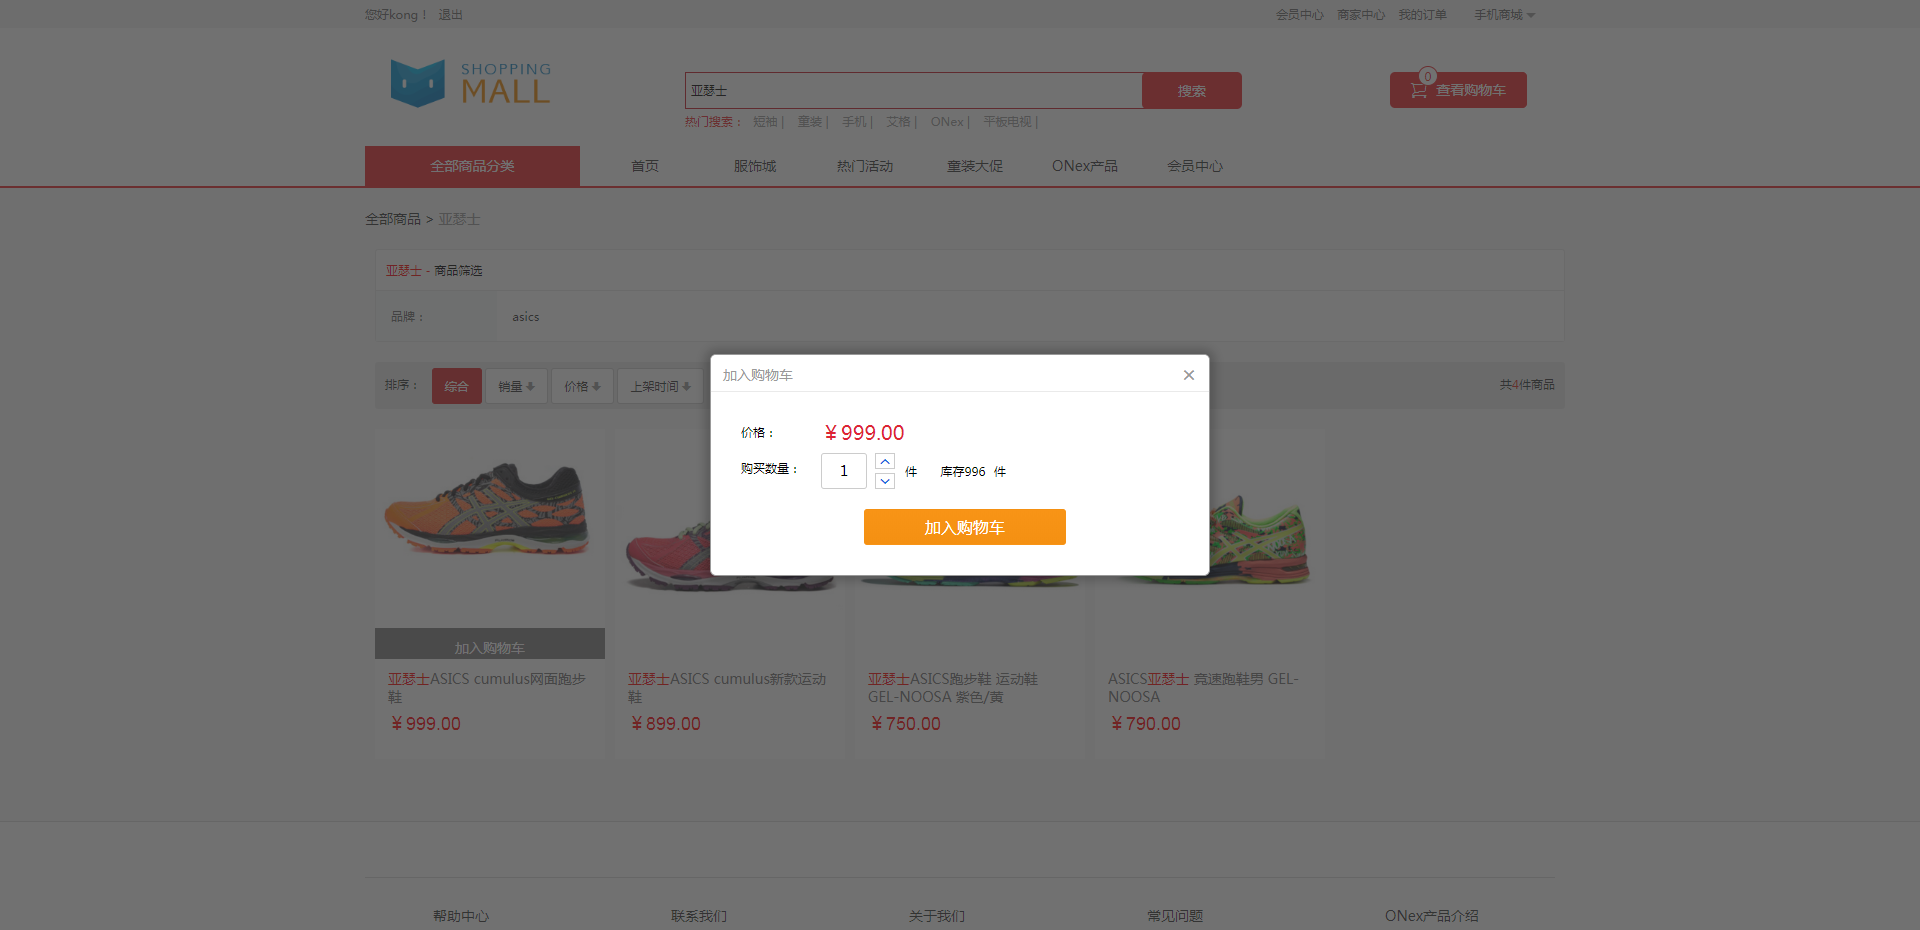 您好kong！ 退出 会员中心 商家中心 我的订单 手机商城
SHOPPING
MALL
亚瑟士 搜索
0
查看购物车
热门搜索： 短袖 | 童装 | 手机 | 艾格 | ONex | 平板电视 |
全部商品分类 首页 服饰城 热门活动 童装大促 ONex产品 会员中心
全部商品 > 亚瑟士
亚瑟士 - 商品筛选
品牌： asics
排序： 综合 销量 价格 上架时间 共4件商品
加入购物车 ×
价格： ¥ 999.00
购买数量： 1 件 库存996 件
加入购物车
加入购物车
亚瑟士ASICS cumulus网面跑步
鞋
¥ 999.00
亚瑟士ASICS cumulus新款运动
鞋
¥ 899.00
亚瑟士ASICS跑步鞋 运动鞋
GEL-NOOSA 紫色/黄
¥ 750.00
ASICS亚瑟士 竞速跑鞋男 GEL-
NOOSA
¥ 790.00
帮助中心 联系我们 关于我们 常见问题 ONex产品介绍